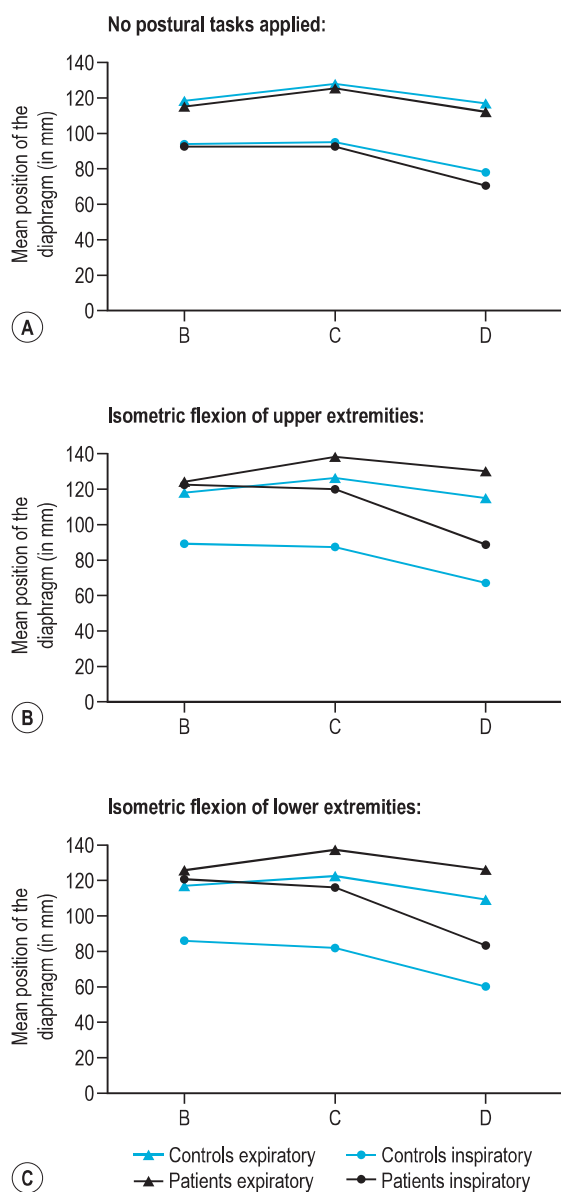 No postural tasks applied:
Mean position of the
diaphragm (in mm)
140
120
100
80
60
40
20
0
B
C
D
A
Isometric flexion of upper extremities:
Mean position of the
diaphragm (in mm)
140
120
100
80
60
40
20
0
B
C
D
B
Isometric flexion of lower extremities:
Mean position of the
diaphragm (in mm)
140
120
100
80
60
40
20
0
B
C
D
C
Controls expiratory
Controls inspiratory
Patients expiratory
Patients inspiratory